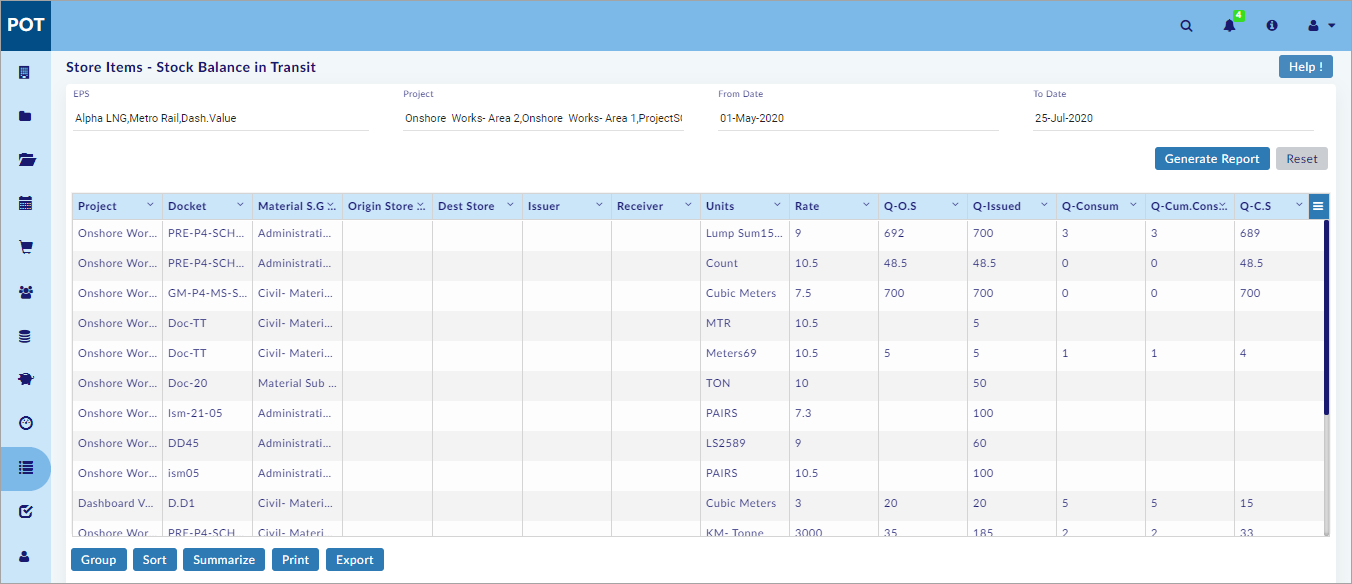 POT
4
Store Items - Stock Balance in Transit
Help !
EPS Project From Date To Date
Alpha LNG,Metro Rail,Dash.Value Onshore Works- Area 2,Onshore Works- Area 1,ProjectS 01-May-2020 25-Jul-2020
Generate Report Reset
Project Docket Material S.G ... Origin Store ... Dest Store Issuer Receiver Units Rate Q-O.S Q-Issued Q-Consum Q-Cum.Cons... Q-C.S
Onshore Wor... PRE-P4-SCH... Administrati... Lump Sum15... 9 692 700 3 3 689
Onshore Wor... PRE-P4-SCH... Administrati... Count 10.5 48.5 48.5 0 0 48.5
Onshore Wor... GM-P4-MS-S... Civil- Materi... Cubic Meters 7.5 700 700 0 0 700
Onshore Wor... Doc-TT Civil- Materi... MTR 10.5 5
Onshore Wor... Doc-TT Civil- Materi... Meters69 10.5 5 5 1 1 4
Onshore Wor... Doc-20 Material Sub ... TON 10 50
Onshore Wor... Ism-21-05 Administrati... PAIRS 7.3 100
Onshore Wor... DD45 Administrati... LS2589 9 60
Onshore Wor... ism05 Administrati... PAIRS 10.5 100
Dashboard V... D.D1 Civil- Materi... Cubic Meters 3 20 20 5 5 15
Onshore Wor... PRE-P4-SCH... Civil- Materi... KM- Tonne 3000 35 185 2 2 33
Group Sort Summarize Print Export